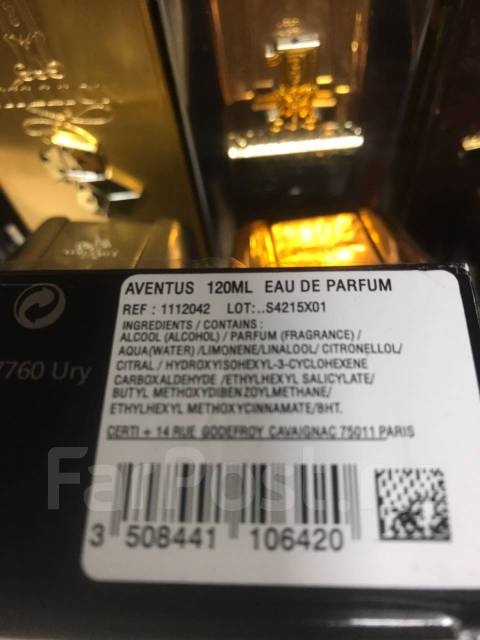 AVENTUS 120ML EAU DE PARFUM
REF : 1112042 LOT:..S4215X01
INGREDIENTS / CONTAINS :
ALCOOL (ALCOHOL) / PARFUM (FRAGRANCE) /
AQUA(WATER) /LIMONENE/LINALOOL/ CITRONELLOL/
CITRAL / HYDROXYISOHEXYL-3-CYCLOHEXENE
CARBOXALDEHYDE /ETHYLHEXYL SALICYLATE/
BUTYL METHOXYDIBENZOYLMETHANE/
ETHYLHEXYL METHOXYCINNAMATE/BHT.
CERTI + 14 RUE GODEFROY CAVAIGNAC 75011 PARIS
3 508441 106420
7760 Ury
FarPost.r